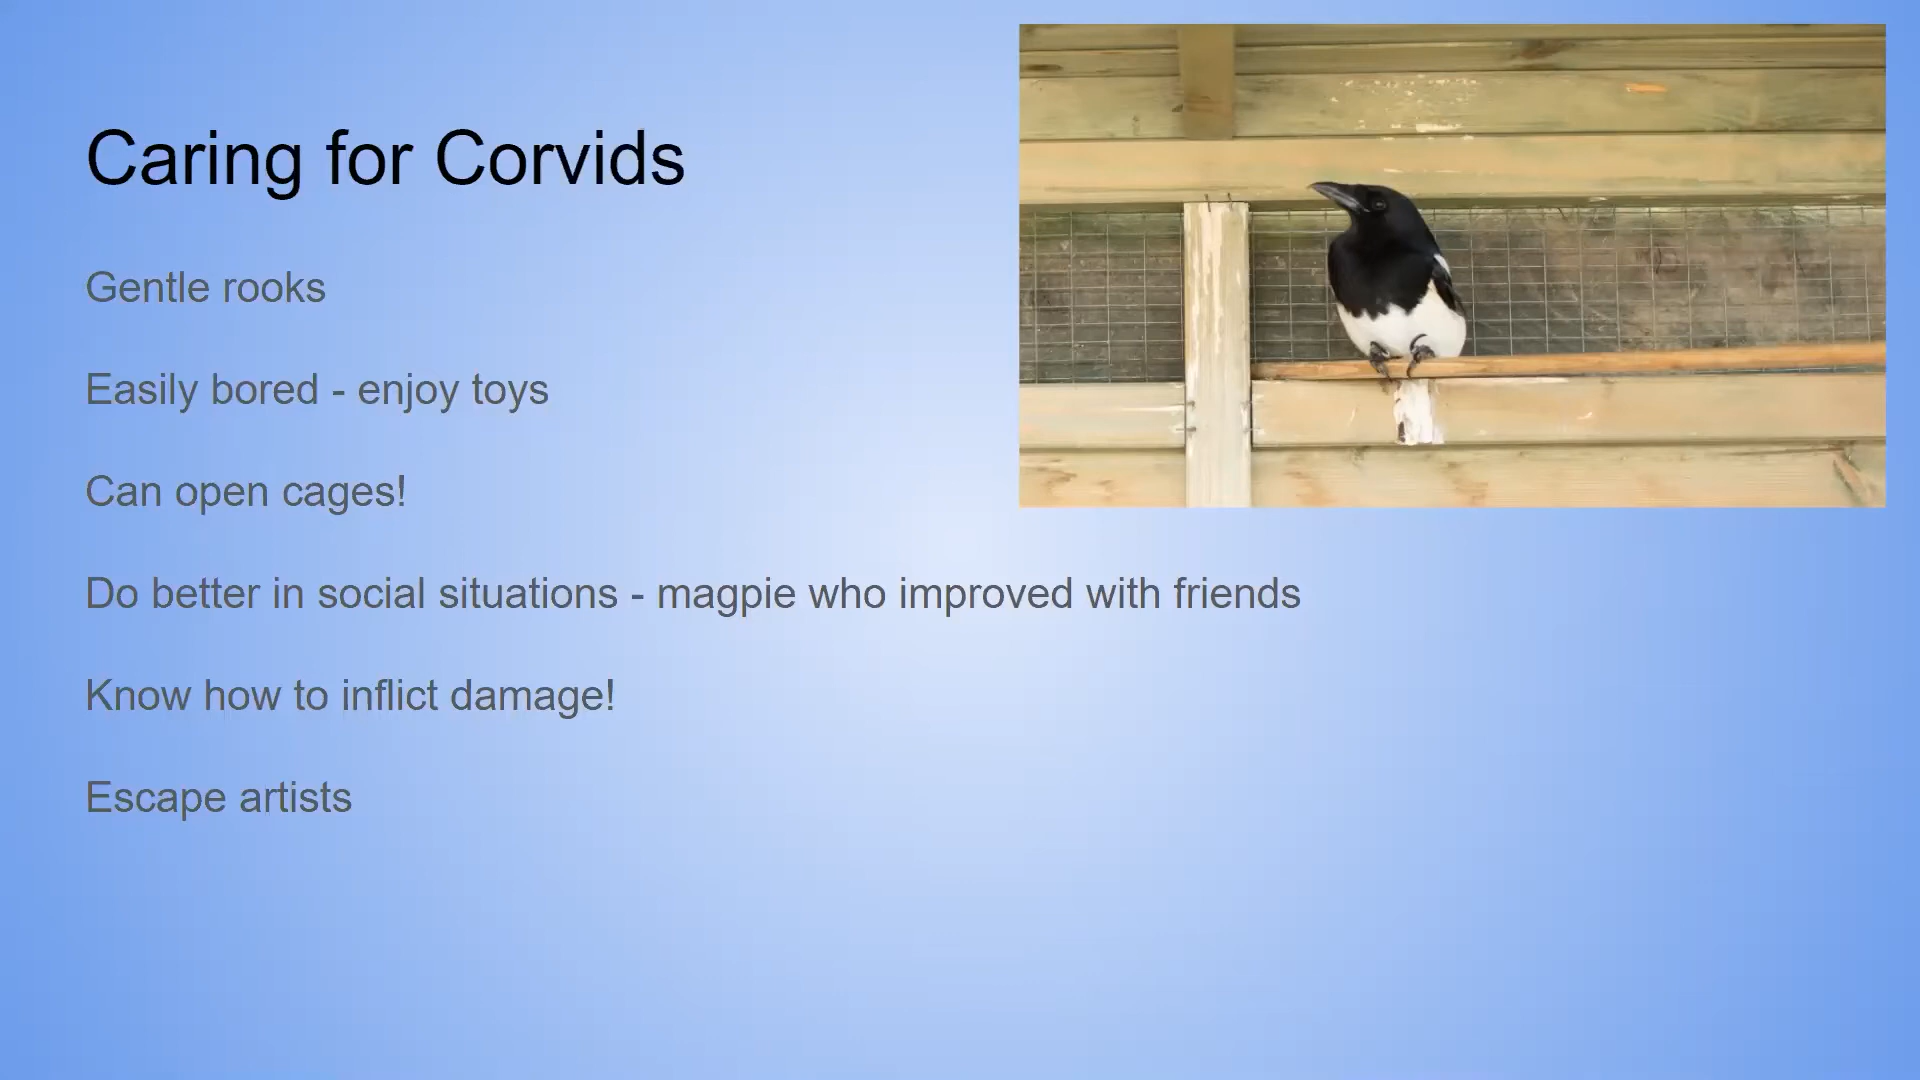 Caring for Corvids
Gentle rooks
Easily bored - enjoy toys
Can open cages!
Do better in social situations - magpie who improved with friends
Know how to inflict damage!
Escape artists